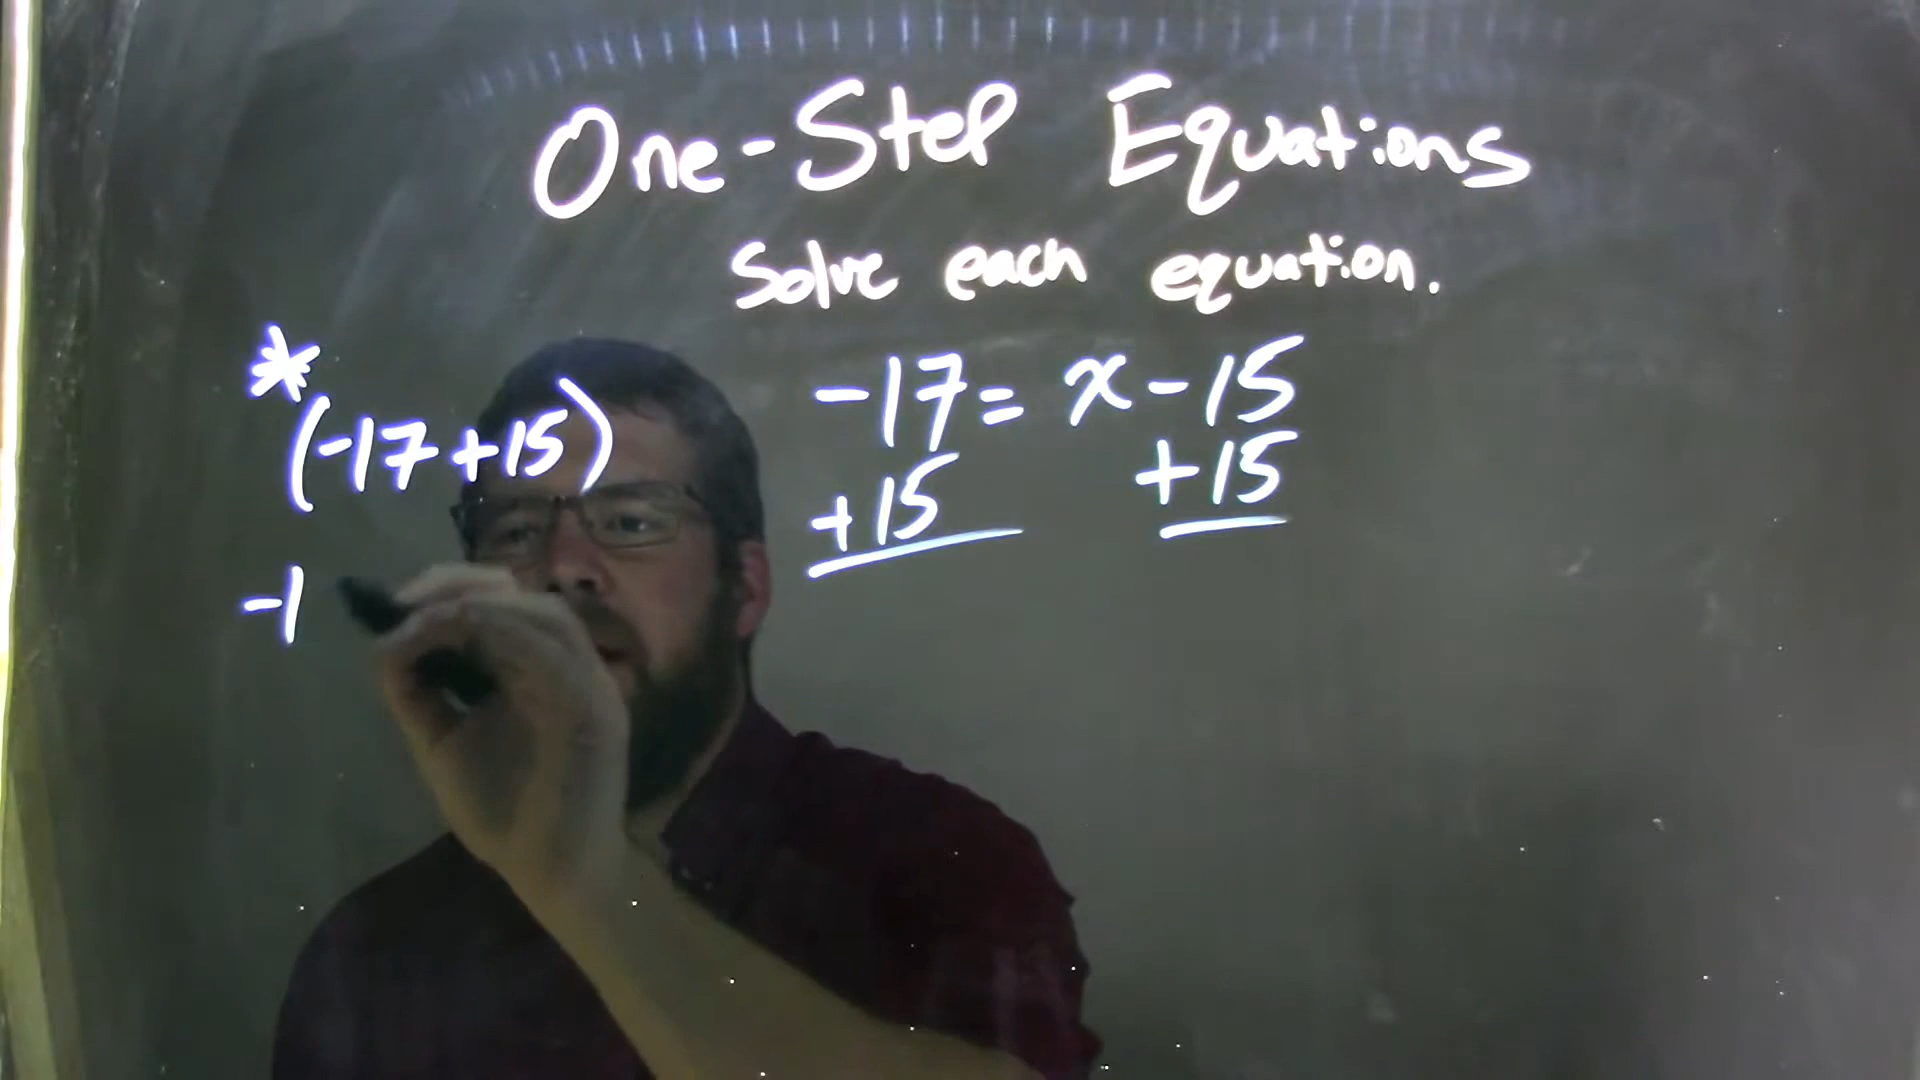 One-Step Equations
Solve each equation.
*
(-17+15)
-1
-17= x-15
+15 +15